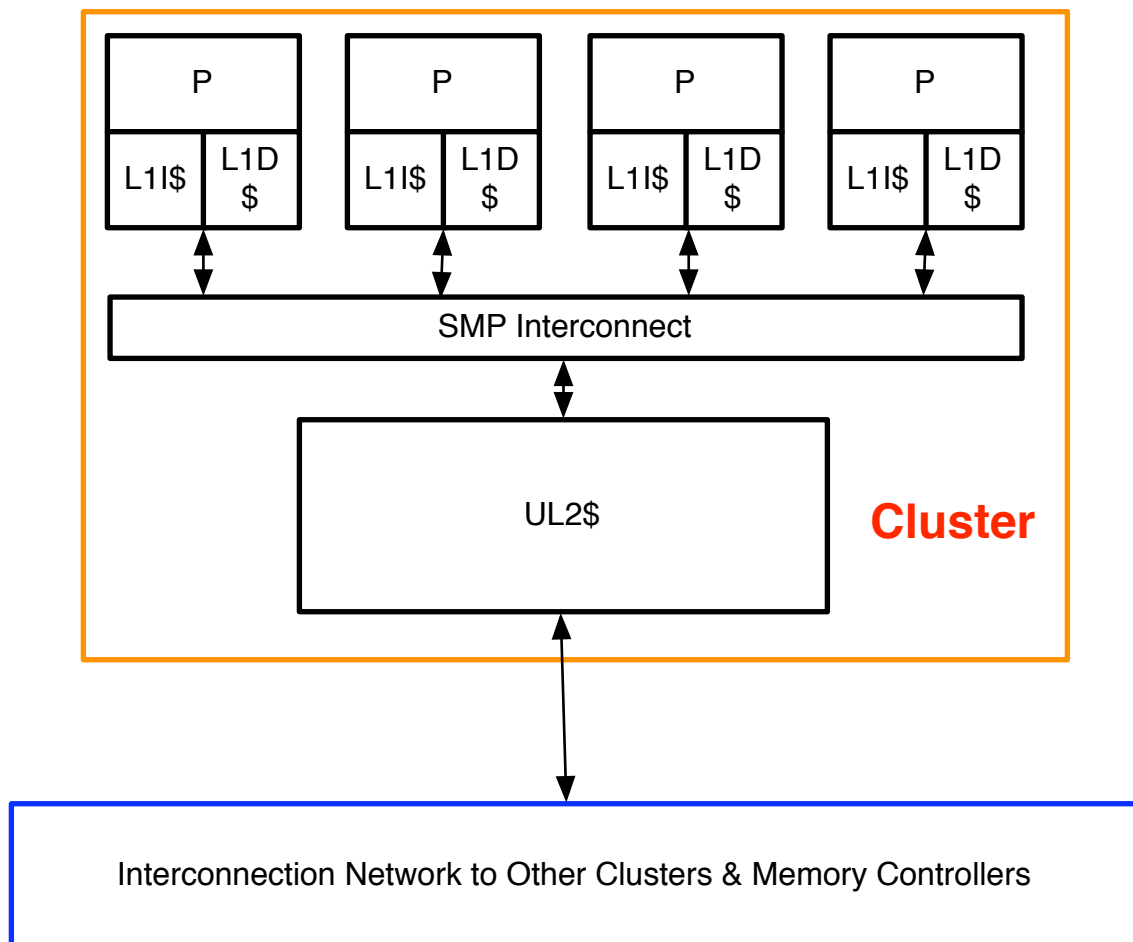 P
P
P
P
L1I$
L1D
$
L1I$
L1D
$
L1I$
L1D
$
L1I$
L1D
$
SMP Interconnect
UL2$
Cluster
Interconnection Network to Other Clusters & Memory Controllers